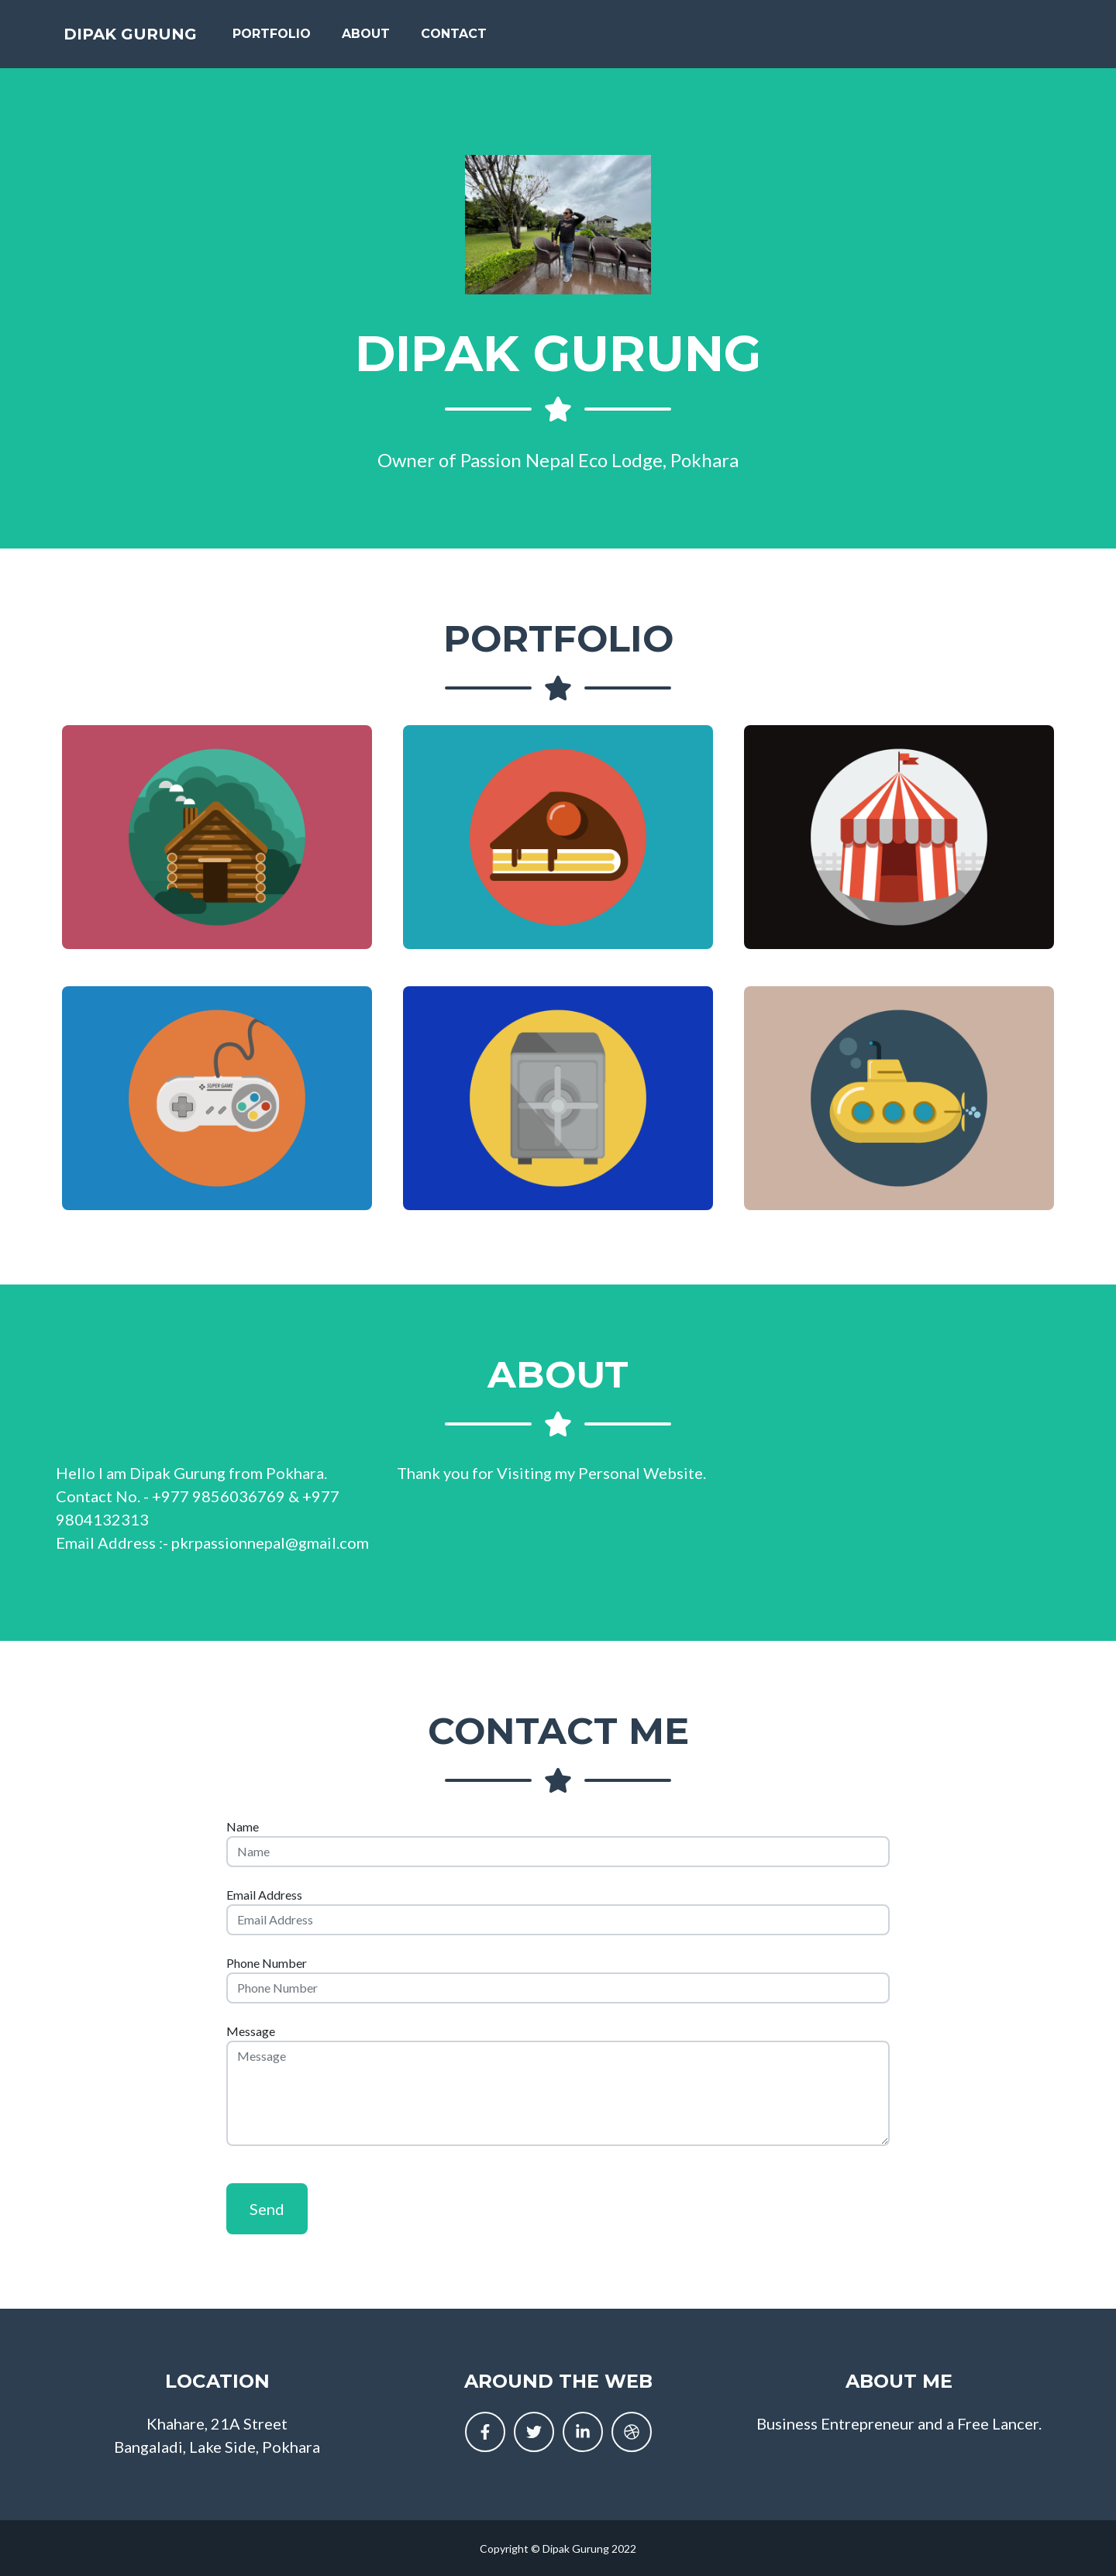 DIPAK GURUNG PORTFOLIO ABOUT CONTACT
DIPAK GURUNG
Owner of Passion Nepal Eco Lodge, Pokhara
PORTFOLIO
SUPER GAME
ABOUT
Hello I am Dipak Gurung from Pokhara.
Contact No. - +977 9856036769 & +977
9804132313
Email Address :- pkrpassionnepal@gmail.com
Thank you for Visiting my Personal Website.
CONTACT ME
Name
Name
Email Address
Email Address
Phone Number
Phone Number
Message
Message
Send
LOCATION
Khahare, 21A Street
Bangaladi, Lake Side, Pokhara
AROUND THE WEB
ABOUT ME
Business Entrepreneur and a Free Lancer.
Copyright © Dipak Gurung 2022